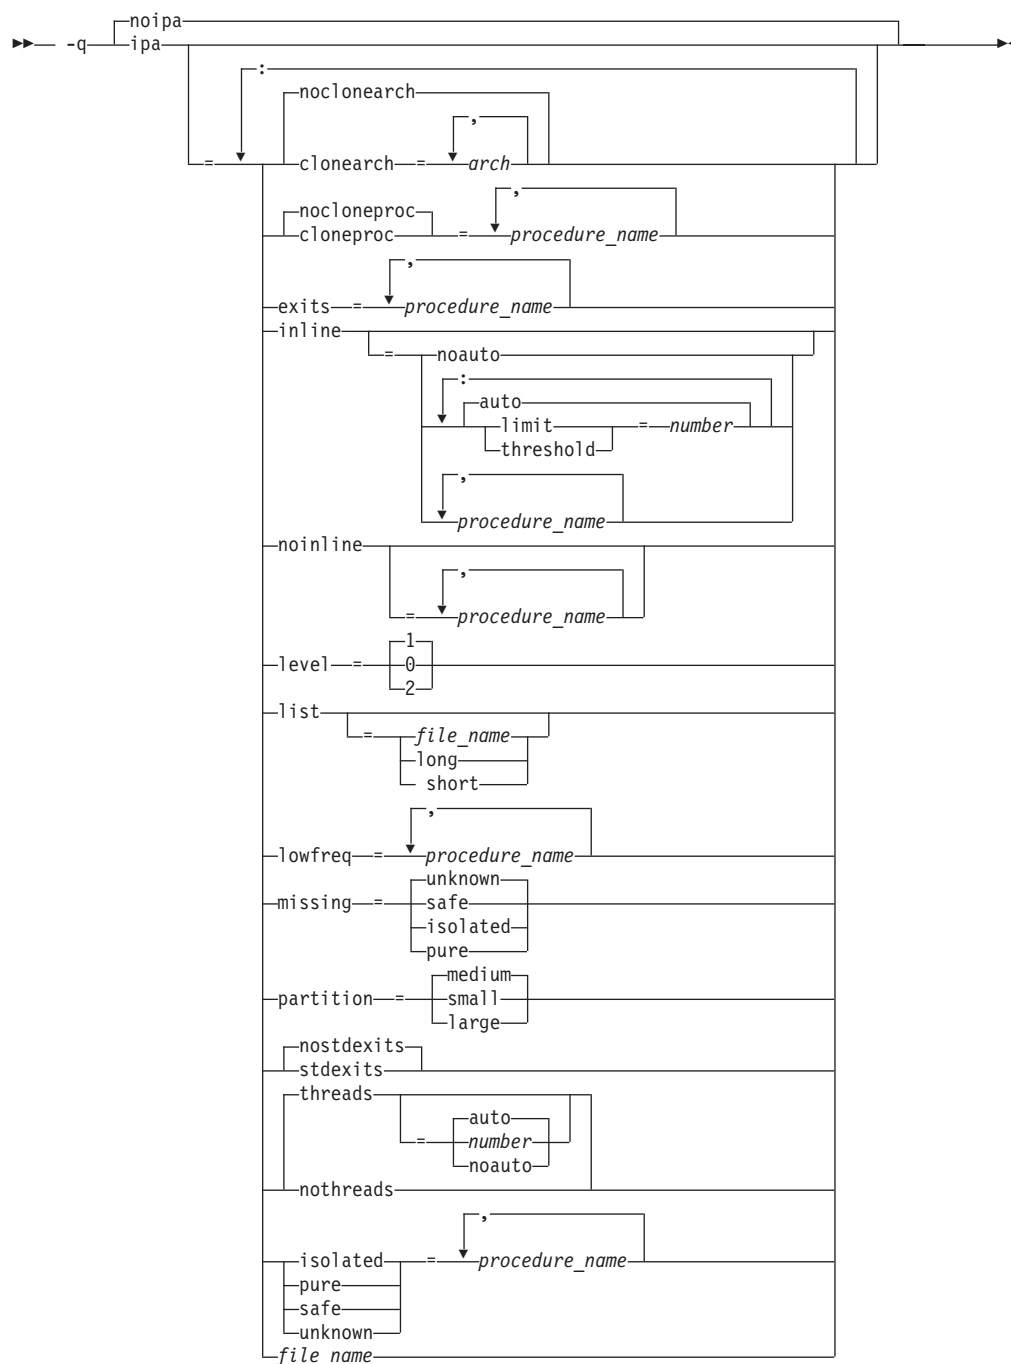 noipa
-q ipa
:
noclonearch
,
= clonearch = arch
,
nocloneproc
cloneproc = procedure_name
,
exits = procedure_name
inline
= noauto
:
auto
limit = number
threshold
,
procedure_name
noinline
,
= procedure_name
1
level = 0
2
list
= file_name
long
short
,
lowfreq = procedure_name
unknown
missing = safe
isolated
pure
medium
partition = small
large
nostdexits
stdexits
threads
auto
= number
noauto
nothreads
,
isolated = procedure_name
pure
safe
unknown
file_name